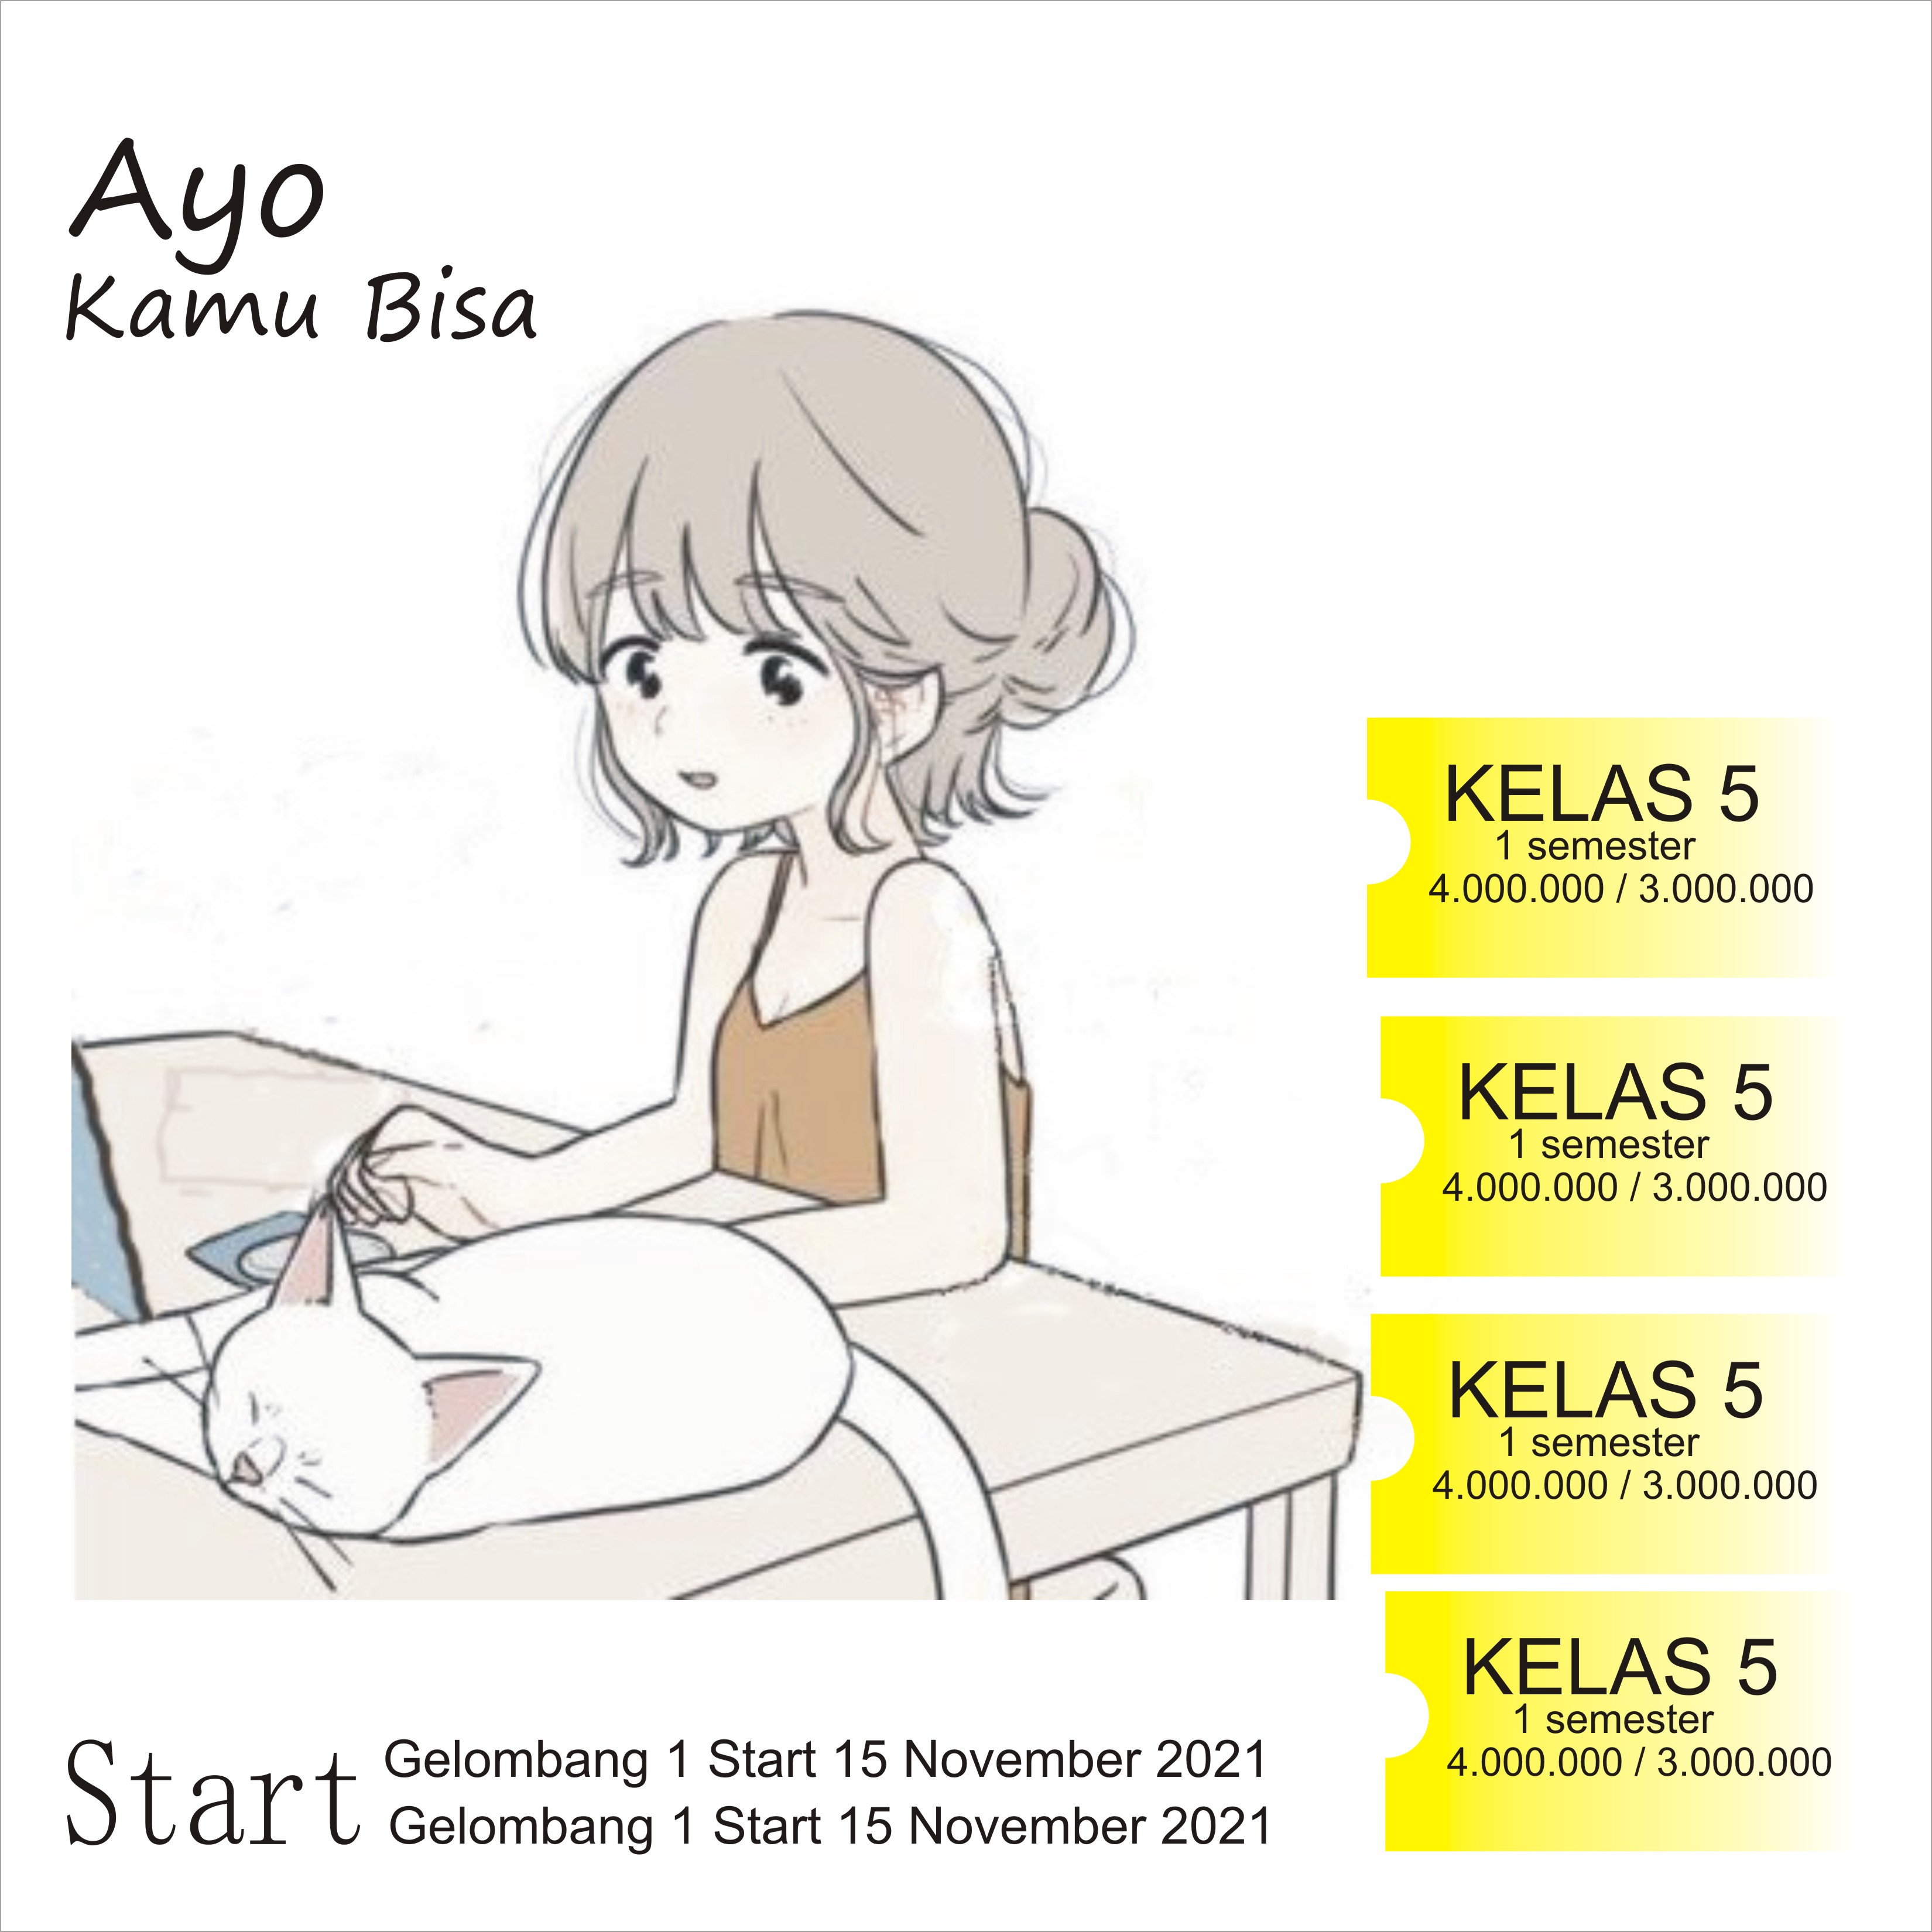 Ayo
Kamu Bisa
KELAS 5
1 semester
4.000.000 / 3.000.000
KELAS 5
1 semester
4.000.000 / 3.000.000
KELAS 5
1 semester
4.000.000 / 3.000.000
KELAS 5
1 semester
4.000.000 / 3.000.000
Start
Gelombang 1 Start 15 November 2021
Gelombang 1 Start 15 November 2021